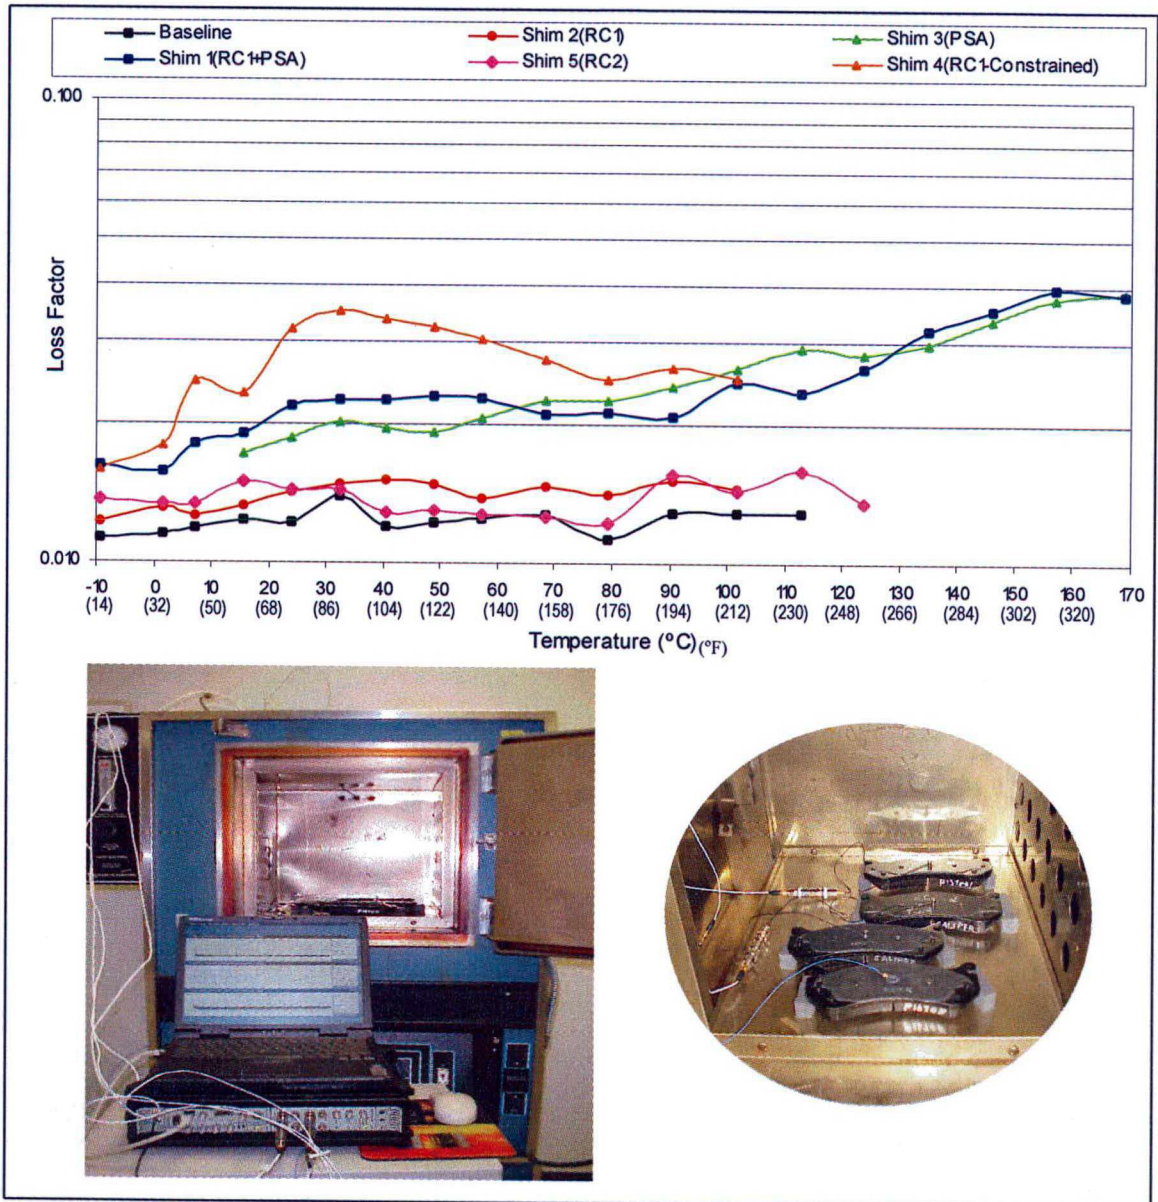 Baseline
Shim 2(RC1)
Shim 3(PSA)
Shim 1(RC1+PSA)
Shim 5(RC2)
Shim 4(RC1-Constrained)
0.100
Loss Factor
0.010
-10 0 10 20 30 40 50 60 70 80 90 100 110 120 130 140 150 160 170
(14) (32) (50) (68) (86) (104) (122) (140) (158) (176) (194) (212) (230) (248) (266) (284) (302) (320)
Temperature (°C)(°F)
PISTON
PISTON
CALIPER
CALIPER
PISTON